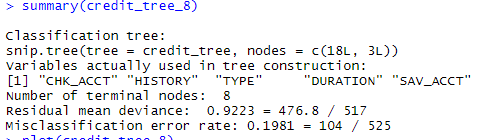 > summary(credit_tree_8)
Classification tree:
snip.tree(tree = credit_tree, nodes = c(18L, 3L))
Variables actually used in tree construction:
[1] "CHK_ACCT" "HISTORY"  "TYPE"     "DURATION" "SAV_ACCT"
Number of terminal nodes:  8
Residual mean deviance:  0.9223 = 476.8 / 517
Misclassification error rate: 0.1981 = 104 / 525